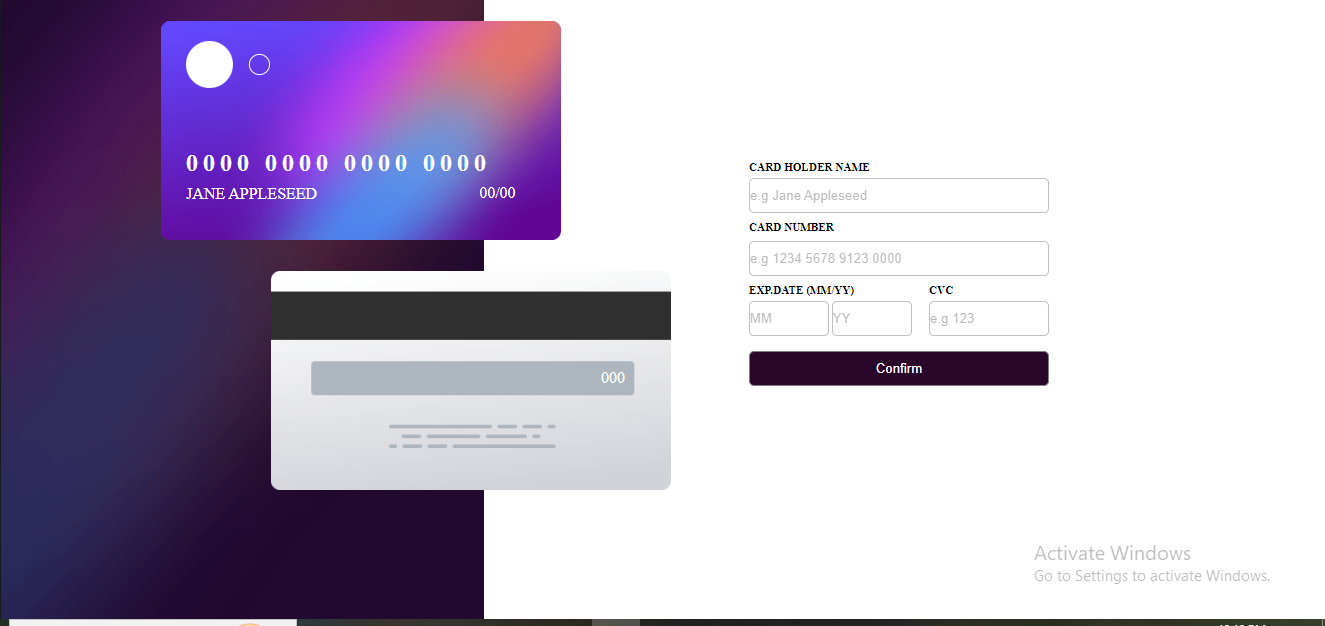 0000 0000 0000 0000
JANE APPLESEED 00/00
000
CARD HOLDER NAME
e.g Jane Appleseed
CARD NUMBER
e.g 1234 5678 9123 0000
EXP.DATE (MM/YY) CVC
MM YY e.g 123
Confirm
Activate Windows
Go to Settings to activate Windows.